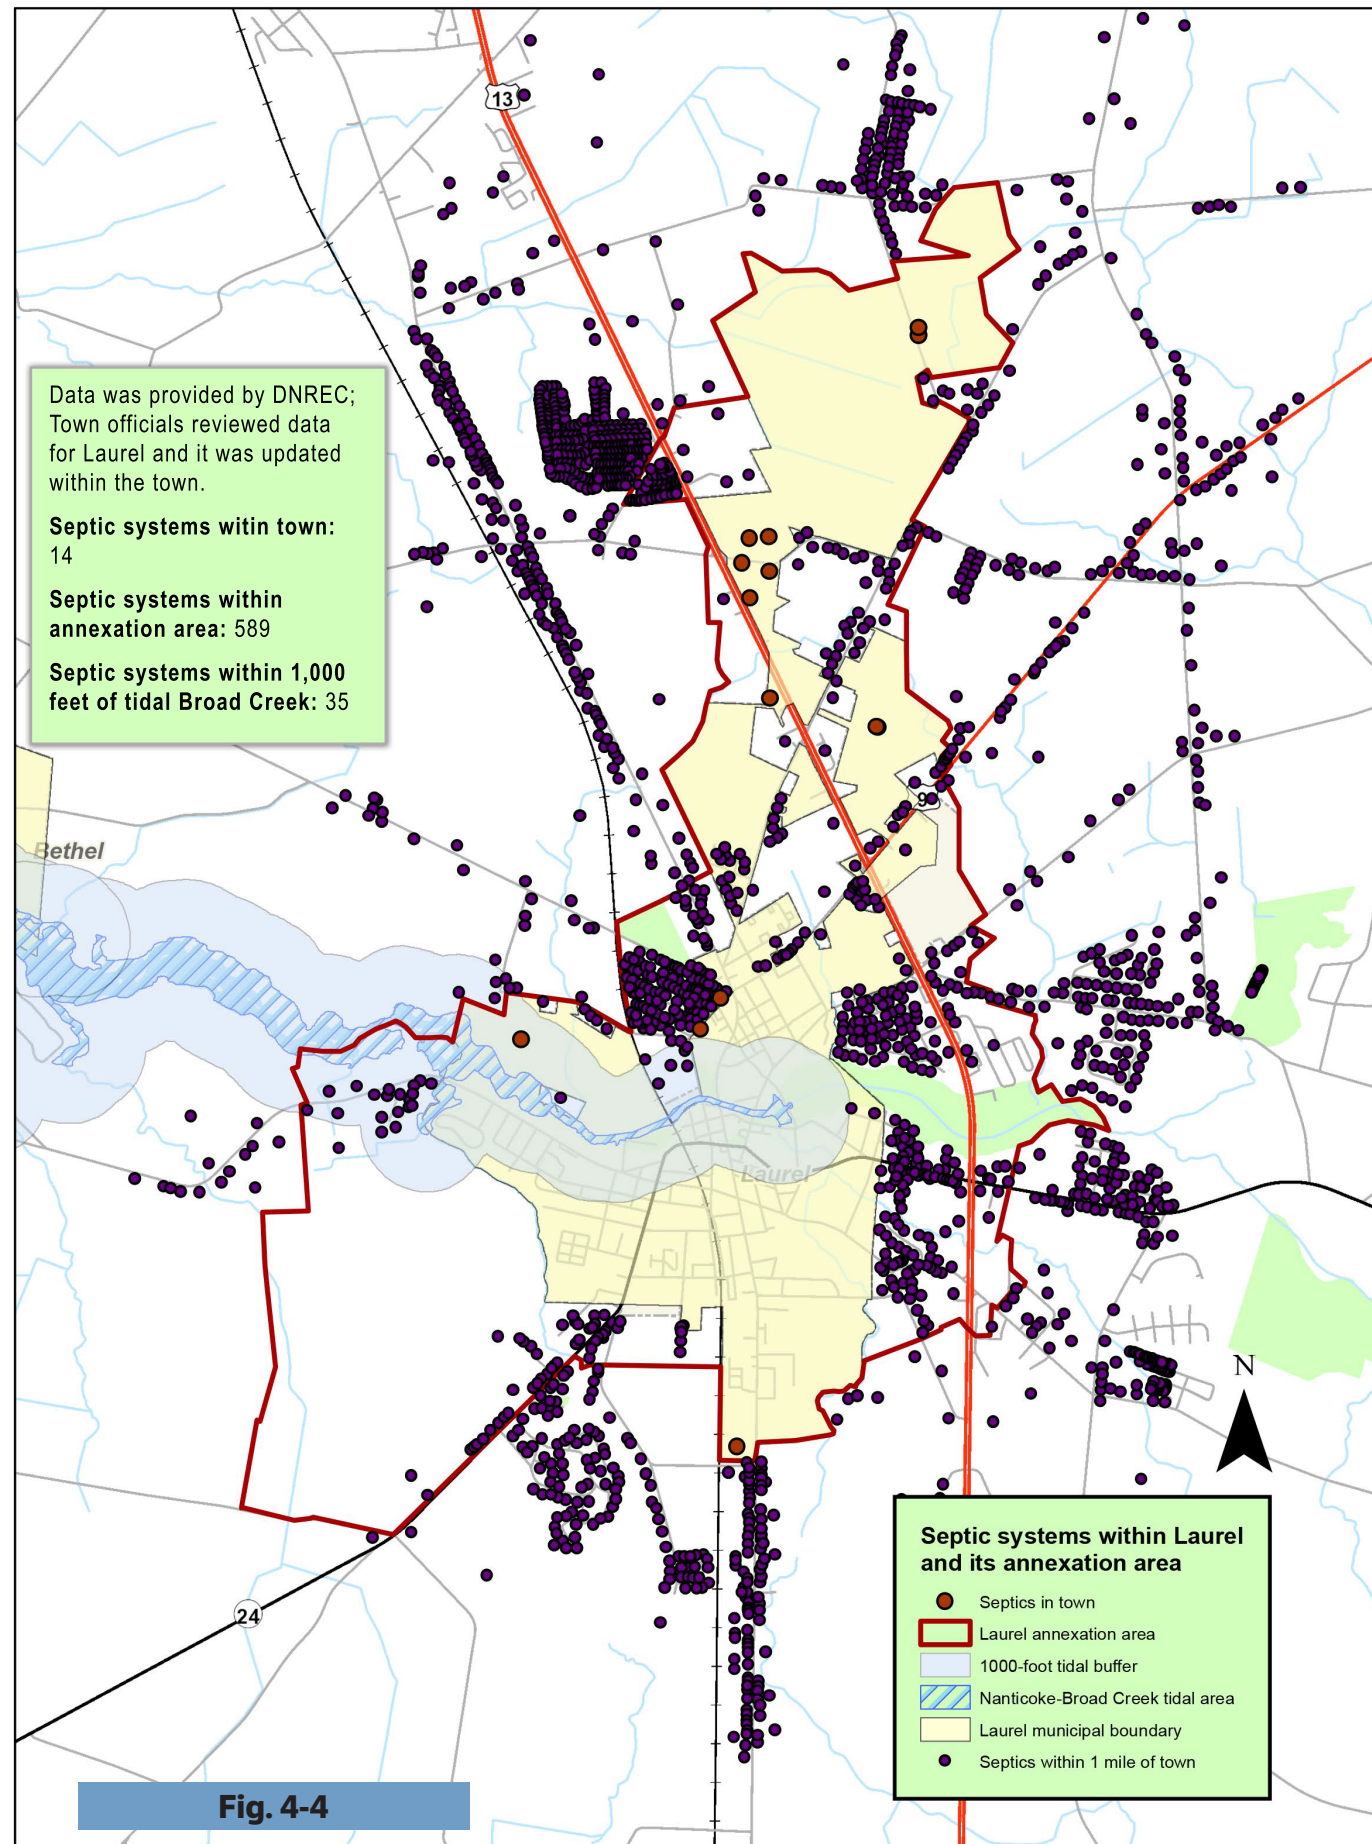 13
Data was provided by DNREC;
Town officials reviewed data
for Laurel and it was updated
within the town.
Septic systems witin town:
14
Septic systems within
annexation area: 589
Septic systems within 1,000
feet of tidal Broad Creek: 35
9
Bethel
Laurel
N
24
Septic systems within Laurel
and its annexation area
Septics in town
Laurel annexation area
1000-foot tidal buffer
Nanticoke-Broad Creek tidal area
Laurel municipal boundary
Septics within 1 mile of town
Fig. 4-4